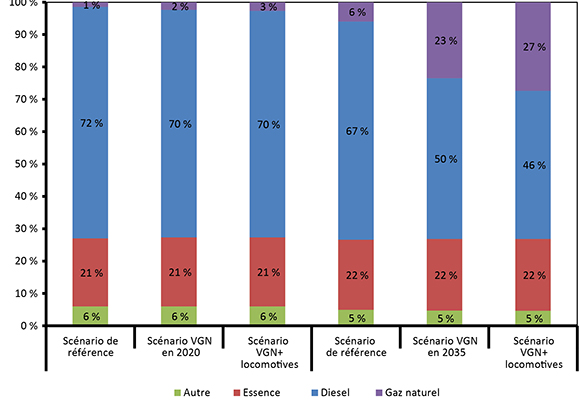 100 %
90 %
80 %
70 %
60 %
50 %
40 %
30 %
20 %
10 %
0 %
1 %
2 %
3 %
6 %
23 %
27 %
72 %
70 %
70 %
67 %
50 %
46 %
21 %
21 %
21 %
22 %
22 %
22 %
6 %
6 %
6 %
5 %
5 %
5 %
Scénario de
référence
Scénario VGN
en 2020
Scénario
VGN+
locomotives
Scénario
de référence
Scénario VGN
en 2035
Scénario
VGN+
locomotives
Autre Essence Diesel Gaz naturel